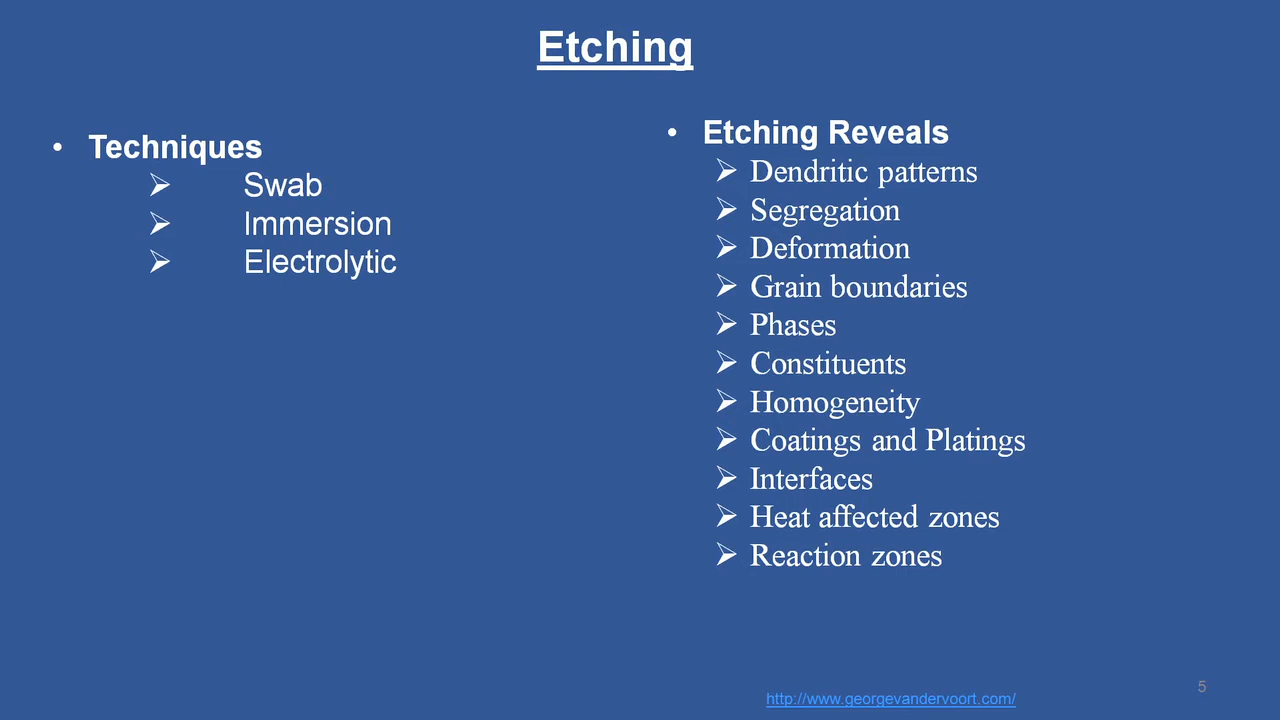 Etching
• Techniques
➢ Swab
➢ Immersion
➢ Electrolytic
• Etching Reveals
➢ Dendritic patterns
➢ Segregation
➢ Deformation
➢ Grain boundaries
➢ Phases
➢ Constituents
➢ Homogeneity
➢ Coatings and Platings
➢ Interfaces
➢ Heat affected zones
➢ Reaction zones
http://www.georgevandervoort.com/
5